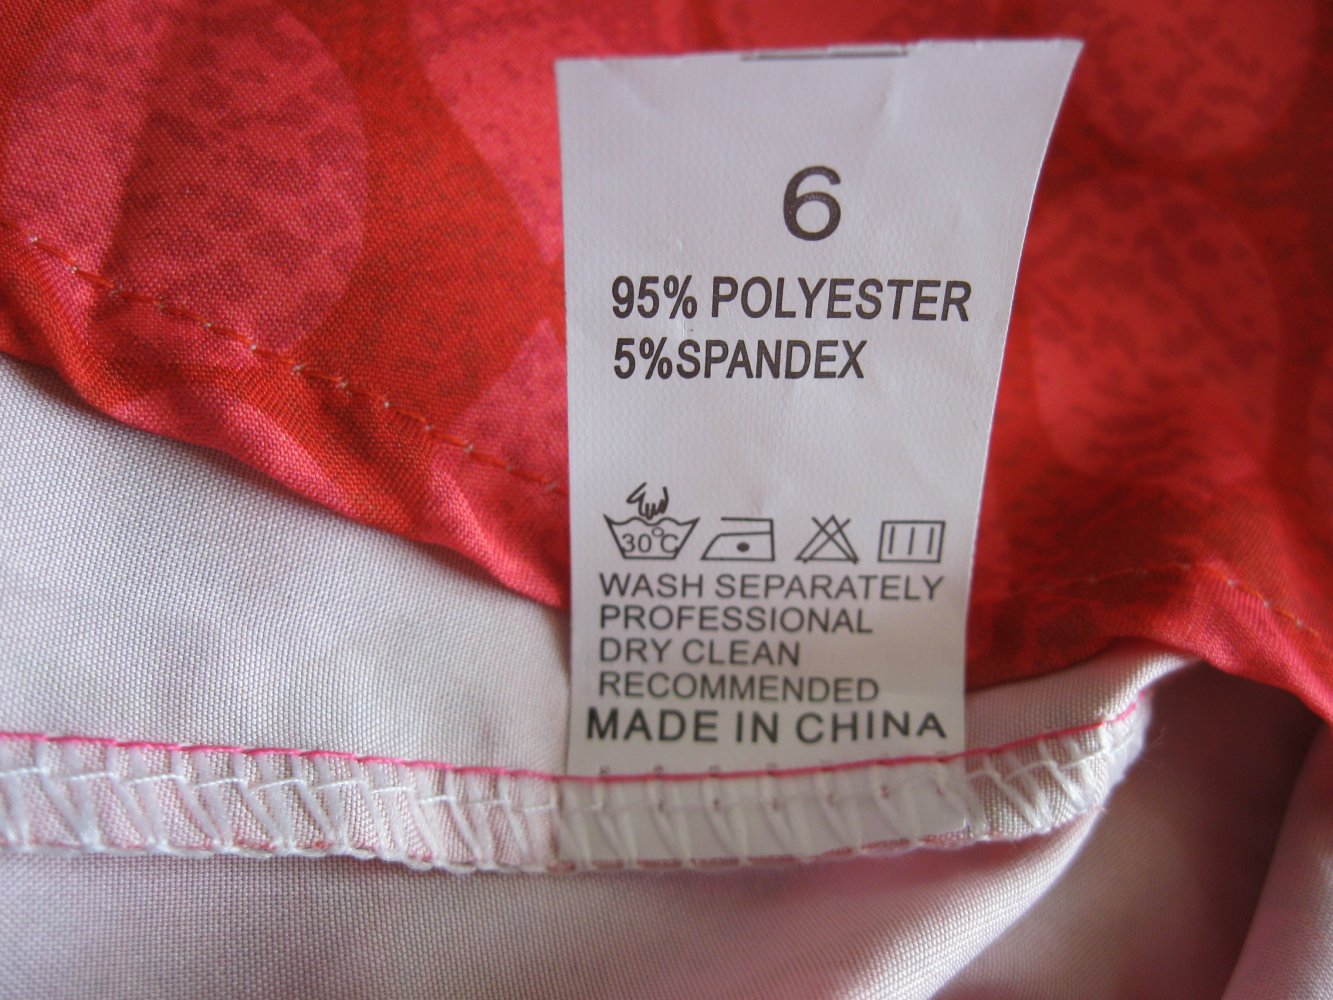 6
95% POLYESTER
5%SPANDEX
30°C
WASH SEPARATELY
PROFESSIONAL
DRY CLEAN
RECOMMENDED
MADE IN CHINA